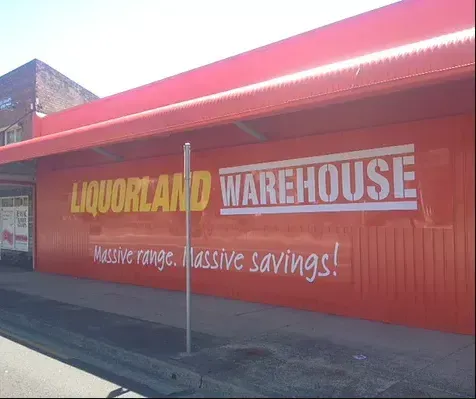 LIQUORLAND WAREHOUSE
Massive range. Massive savings!